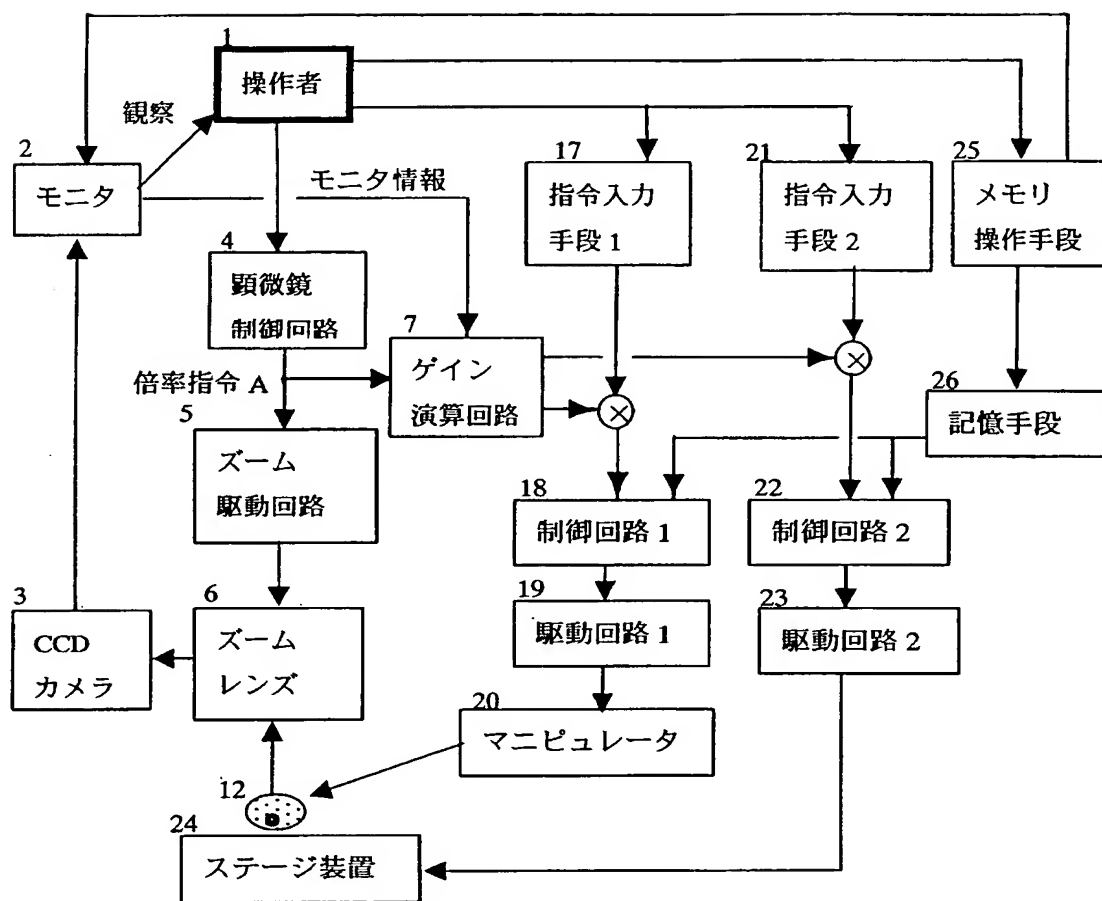 1
操作者
観察
2
モニタ
モニタ情報
17
指令入力
手段1
21
指令入力
手段2
25
メモリ
操作手段
4
顕微鏡
制御回路
7
ゲイン
演算回路
倍率指令 A
26
記憶手段
5
ズーム
駆動回路
18
制御回路 1
22
制御回路 2
3
CCD
カメラ
6
ズーム
レンズ
19
駆動回路 1
23
駆動回路 2
20
マニピュレータ
12
24
ステージ装置